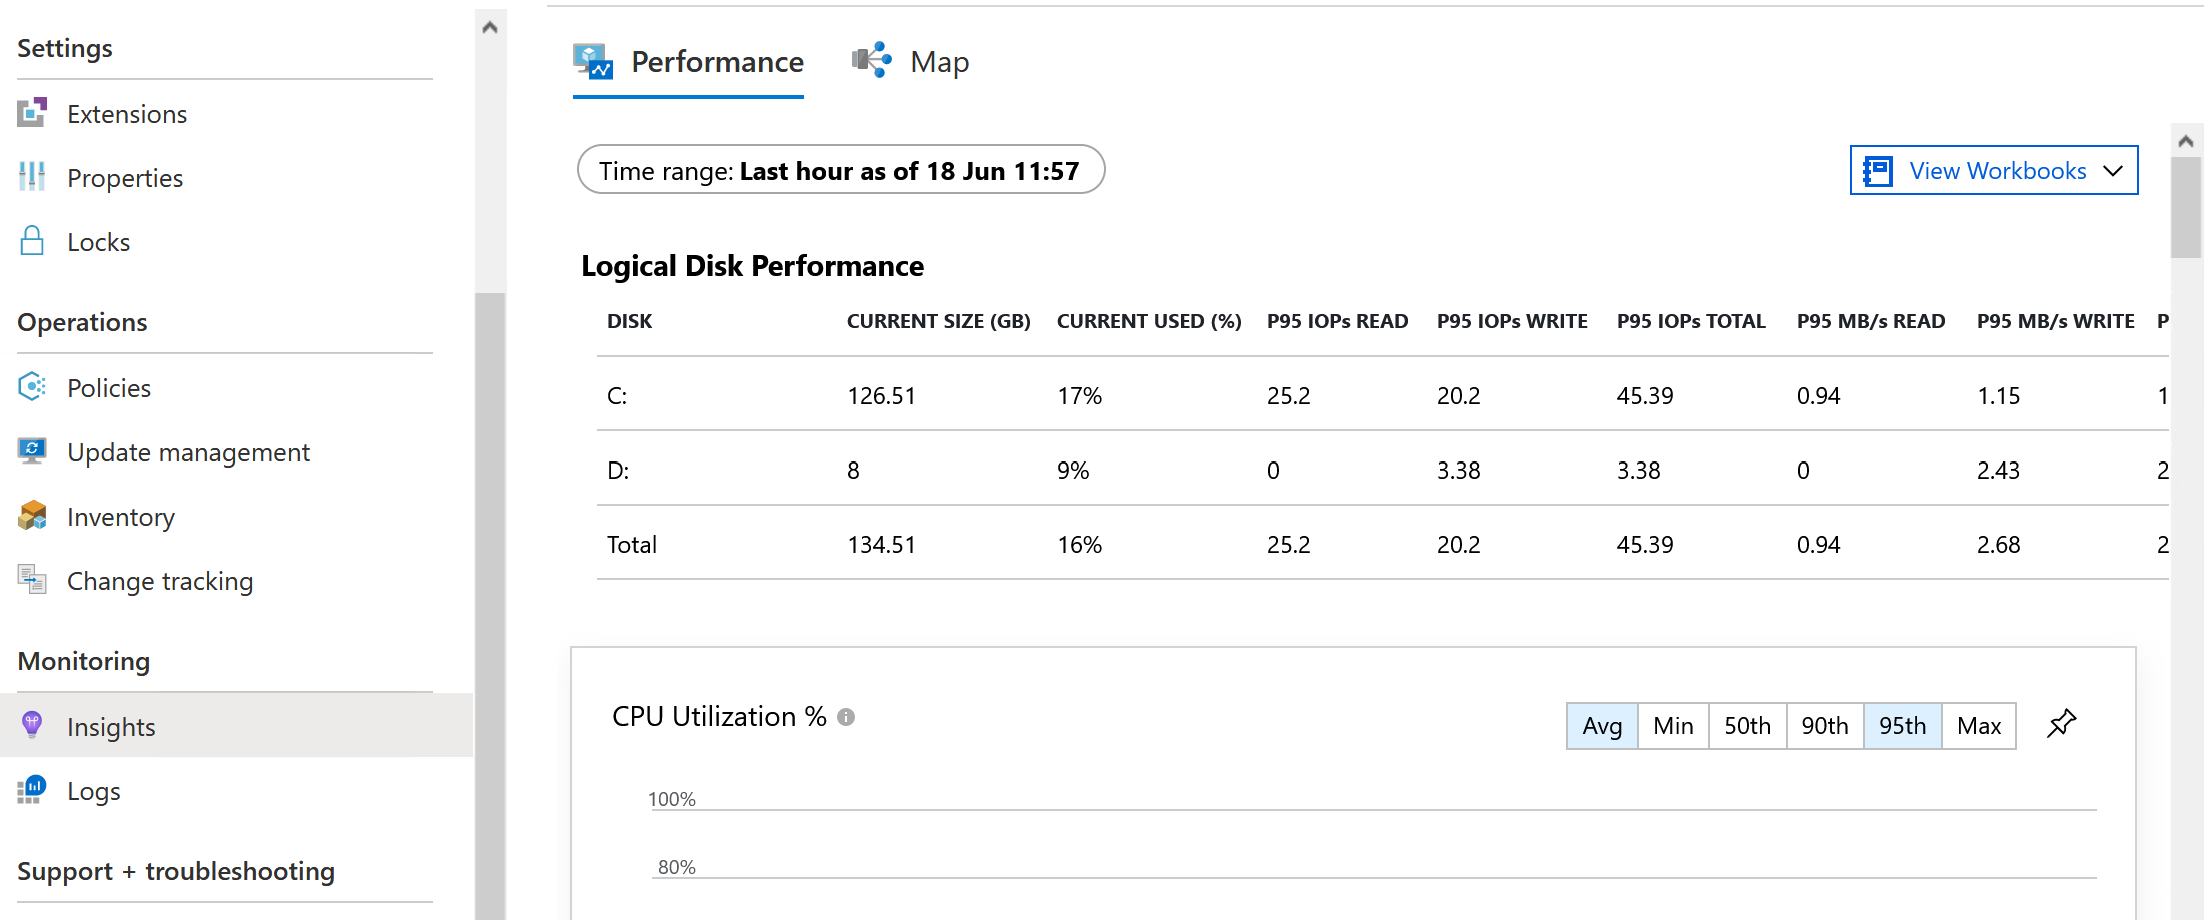 Settings
Extensions
Properties
Locks
Operations
Policies
Update management
Inventory
Change tracking
Monitoring
Insights
Logs
Support + troubleshooting
Performance Map
Time range: Last hour as of 18 Jun 11:57
View Workbooks
Logical Disk Performance
DISK CURRENT SIZE (GB) CURRENT USED (%) P95 IOPs READ P95 IOPs WRITE P95 IOPs TOTAL P95 MB/s READ P95 MB/s WRITE P
C: 126.51 17% 25.2 20.2 45.39 0.94 1.15 1
D: 8 9% 0 3.38 3.38 0 2.43 2
Total 134.51 16% 25.2 20.2 45.39 0.94 2.68 2
CPU Utilization %
Avg Min 50th 90th 95th Max
100%
80%